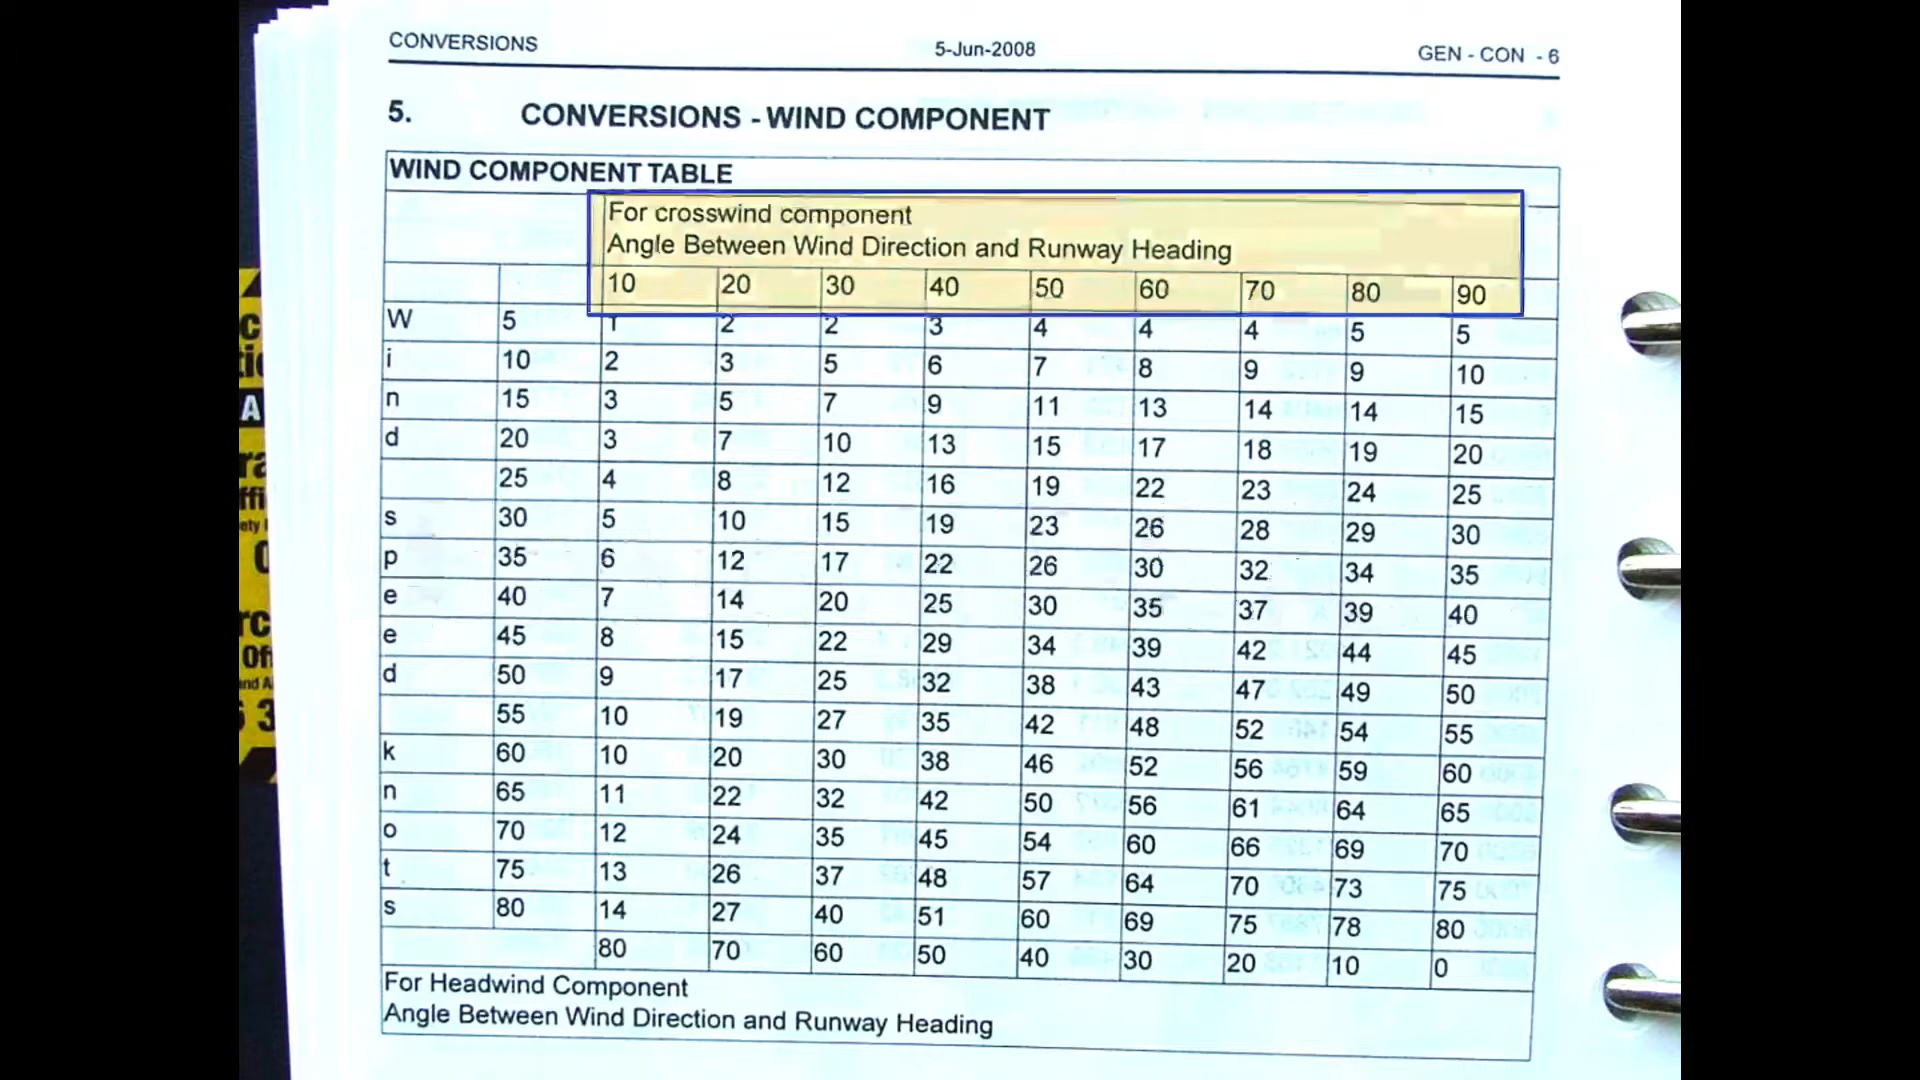 CONVERSIONS 5-Jun-2008 GEN - CON - 6
5. CONVERSIONS - WIND COMPONENT
WIND COMPONENT TABLE
For crosswind component
Angle Between Wind Direction and Runway Heading
10 20 30 40 50 60 70 80 90
W 5 1 2 2 3 4 4 4 5 5
i 10 2 3 5 6 7 8 9 9 10
n 15 3 5 7 9 11 13 14 14 15
d 20 3 7 10 13 15 17 18 19 20
25 4 8 12 16 19 22 23 24 25
s 30 5 10 15 19 23 26 28 29 30
p 35 6 12 17 22 26 30 32 34 35
e 40 7 14 20 25 30 35 37 39 40
e 45 8 15 22 29 34 39 42 44 45
d 50 9 17 25 32 38 43 47 49 50
55 10 19 27 35 42 48 52 54 55
k 60 10 20 30 38 46 52 56 59 60
n 65 11 22 32 42 50 56 61 64 65
o 70 12 24 35 45 54 60 66 69 70
t 75 13 26 37 48 57 64 70 73 75
s 80 14 27 40 51 60 69 75 78 80
80 70 60 50 40 30 20 10 0
For Headwind Component
Angle Between Wind Direction and Runway Heading